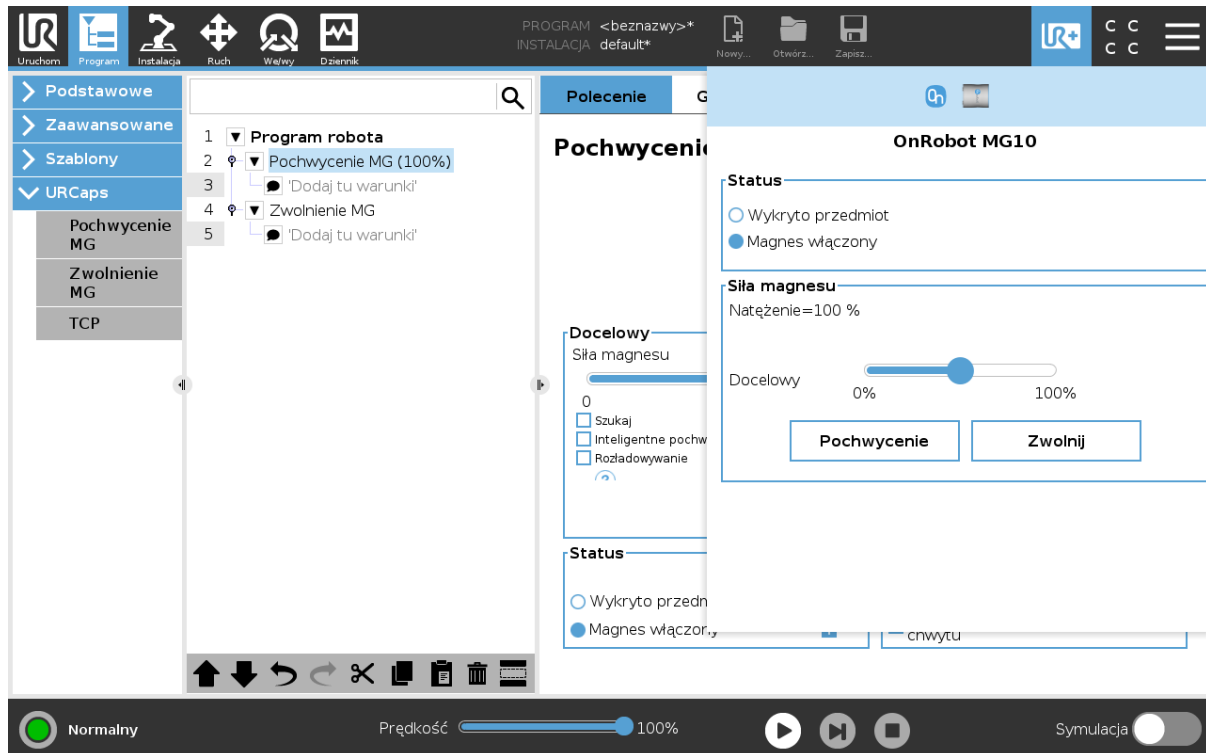 PROGRAM <beznazwy>*
INSTALACJA default*
Uruchom Program Instalacja Ruch We/wy Dziennik
Nowy... Otwórz... Zapisz...
UR+
C C
C C
Podstawowe
Zaawansowane
Szablony
URCaps
Pochwycenie
MG
Zwolnienie
MG
TCP
1 Program robota
2 Pochwycenie MG (100%)
3 'Dodaj tu warunki'
4 Zwolnienie MG
5 'Dodaj tu warunki'
Polecenie G
Pochwycenie
Docelowy
Siła magnesu
0
Szukaj
Inteligentne pochw
Rozładowywanie
?
Status
Wykryto przedm
Magnes włączony
chwytu
OnRobot MG10
Status
Wykryto przedmiot
Magnes włączony
Siła magnesu
Natężenie=100 %
Docelowy
0% 100%
Pochwycenie Zwolnij
Normalny
Prędkość 100%
Symulacja